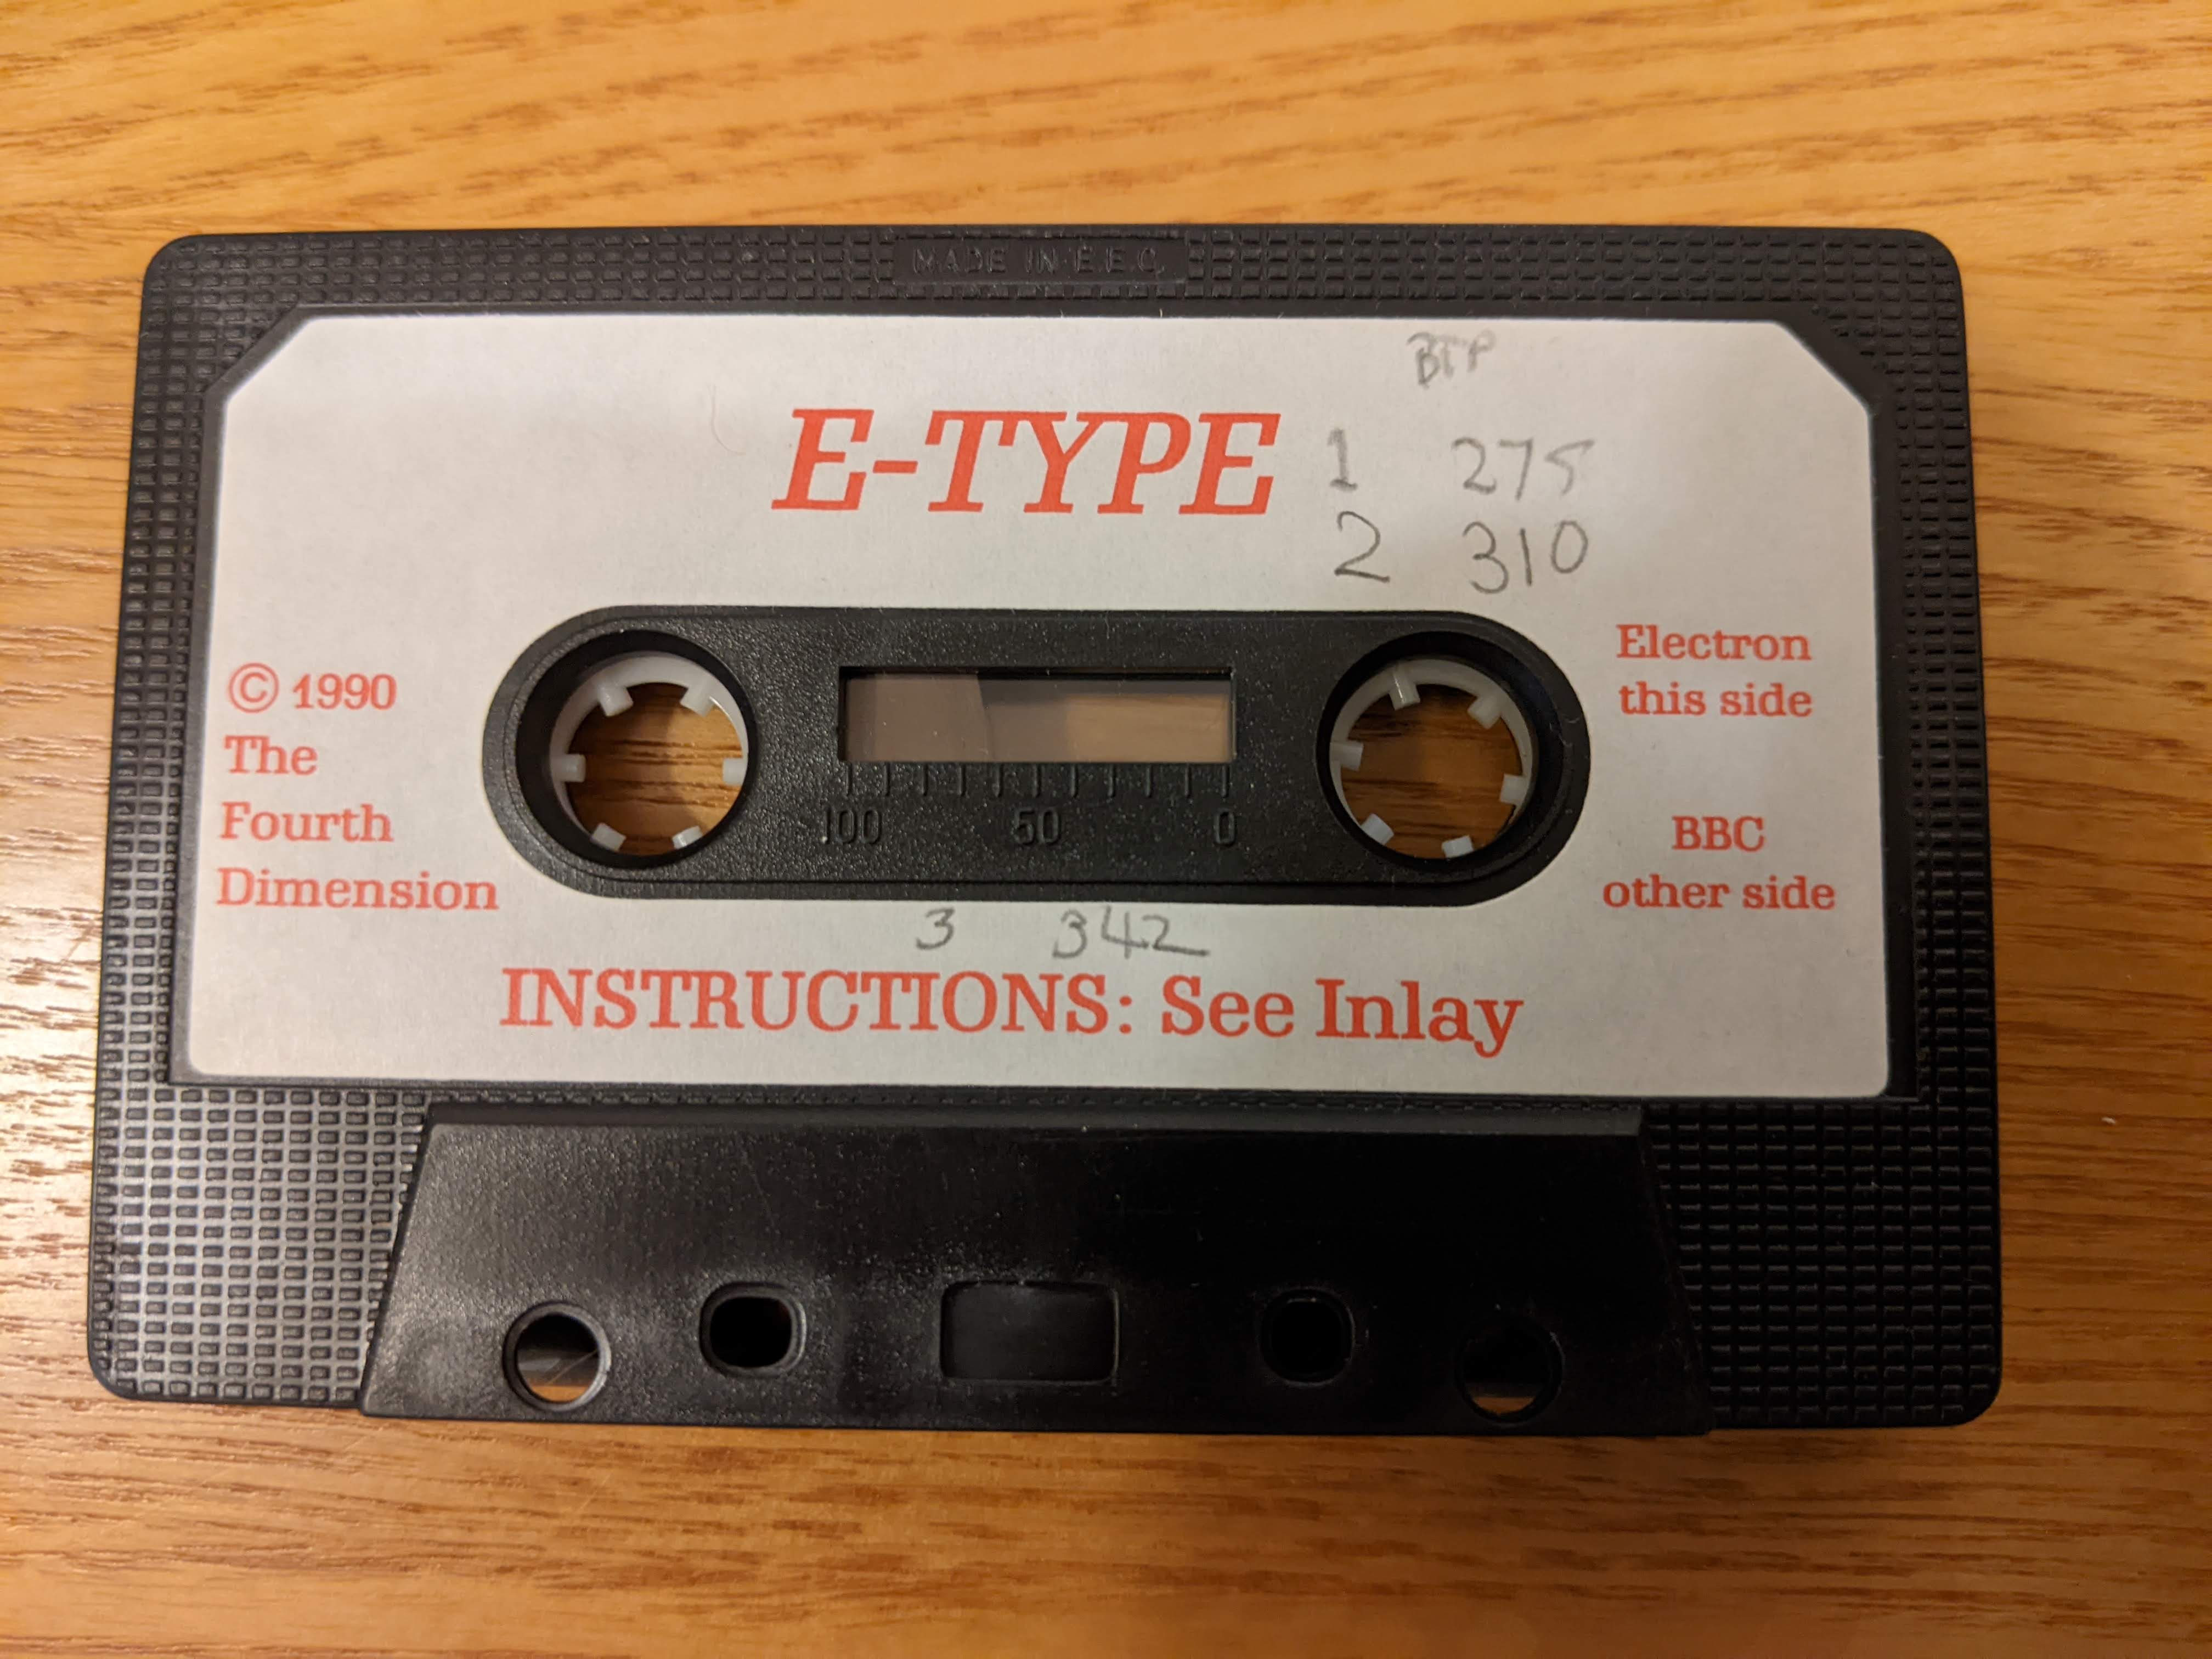 MADE IN E.E.C.
BTP
E-TYPE
1 275
2 310
© 1990
The
Fourth
Dimension
Electron
this side
BBC
other side
100 50 0
3 342
INSTRUCTIONS: See Inlay